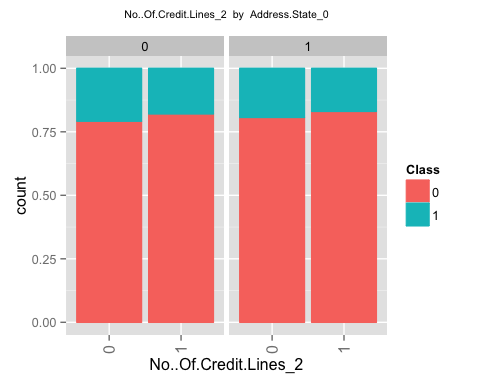 No..Of.Credit.Lines_2 by Address.State_0
0 1
1.00
0.75
0.50
0.25
0.00
count
0 1 0 1
No..Of.Credit.Lines_2
Class
0
1